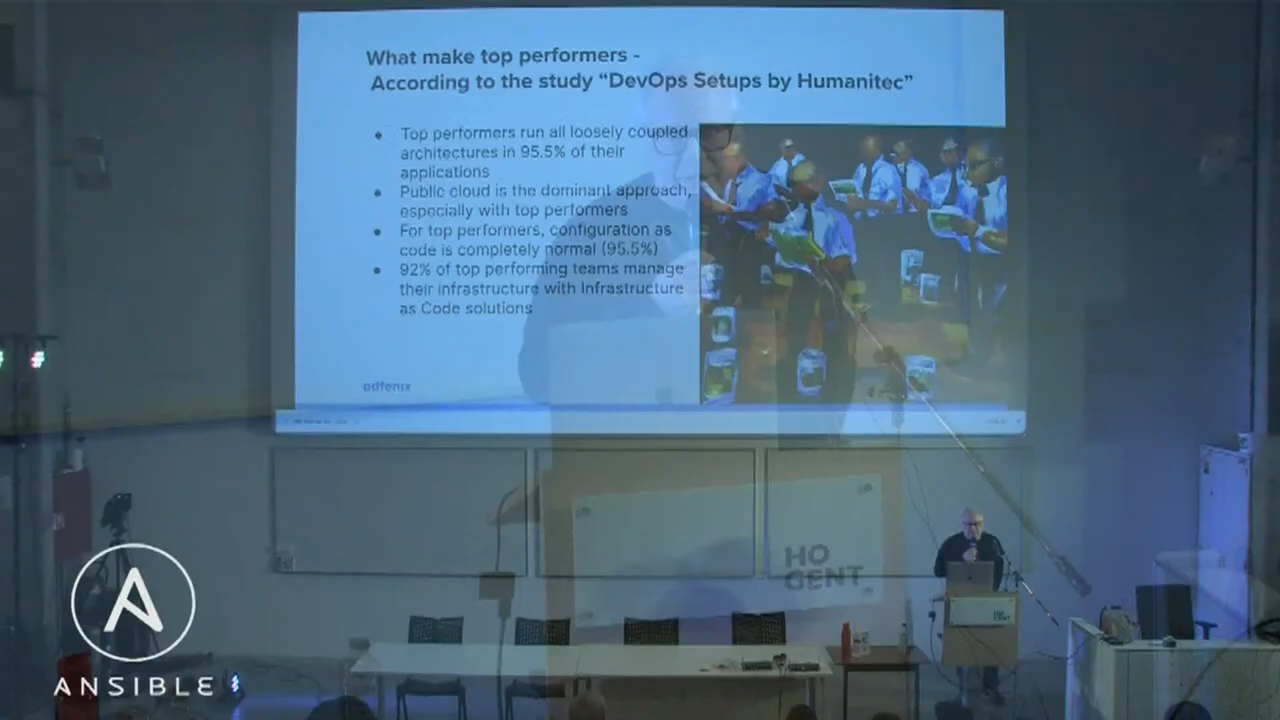 What make top performers -
According to the study “DevOps Setups by Humanitec”
• Top performers run all loosely coupled
architectures in 95.5% of their
applications
• Public cloud is the dominant approach,
especially with top performers
• For top performers, configuration as
code is completely normal (95.5%)
• 92% of top performing teams manage
their infrastructure with Infrastructure
as Code solutions
adfenix
HO
GENT
ANSIBLE